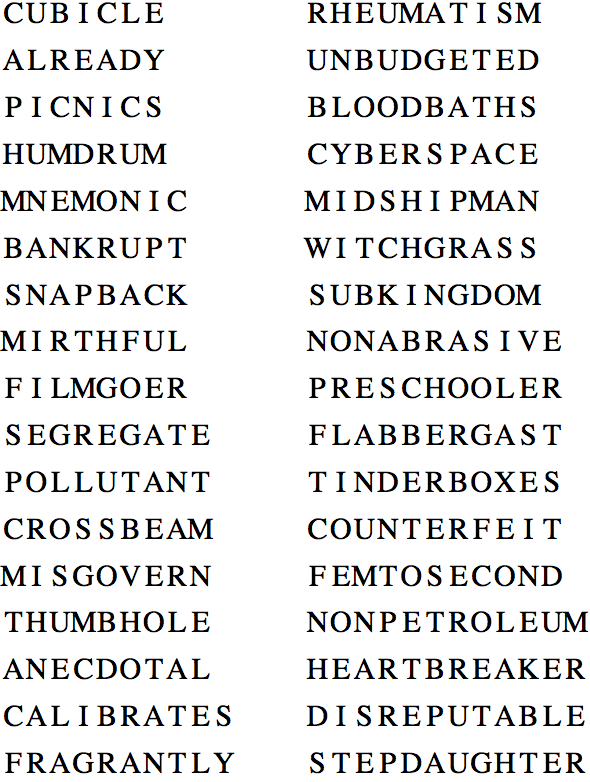 CUBICLE
ALREADY
PICNICS
HUMDRUM
MNEMONIC
BANKRUPT
SNAPBACK
MIRTHFUL
FILMGOER
SEGREGATE
POLLUTANT
CROSSBEAM
MISGOVERN
THUMBHOLE
ANECDOTAL
CALIBRATES
FRAGRANTLY
RHEUMATISM
UNBUDGETED
BLOODBATHS
CYBERSPACE
MIDSHIPMAN
WITCHGRASS
SUBKINGDOM
NONABRASIVE
PRESCHOOLER
FLABBERGAST
TINDERBOXES
COUNTERFEIT
FEMTOSECOND
NONPETROLEUM
HEARTBREAKER
DISREPUTABLE
STEPDAUGHTER